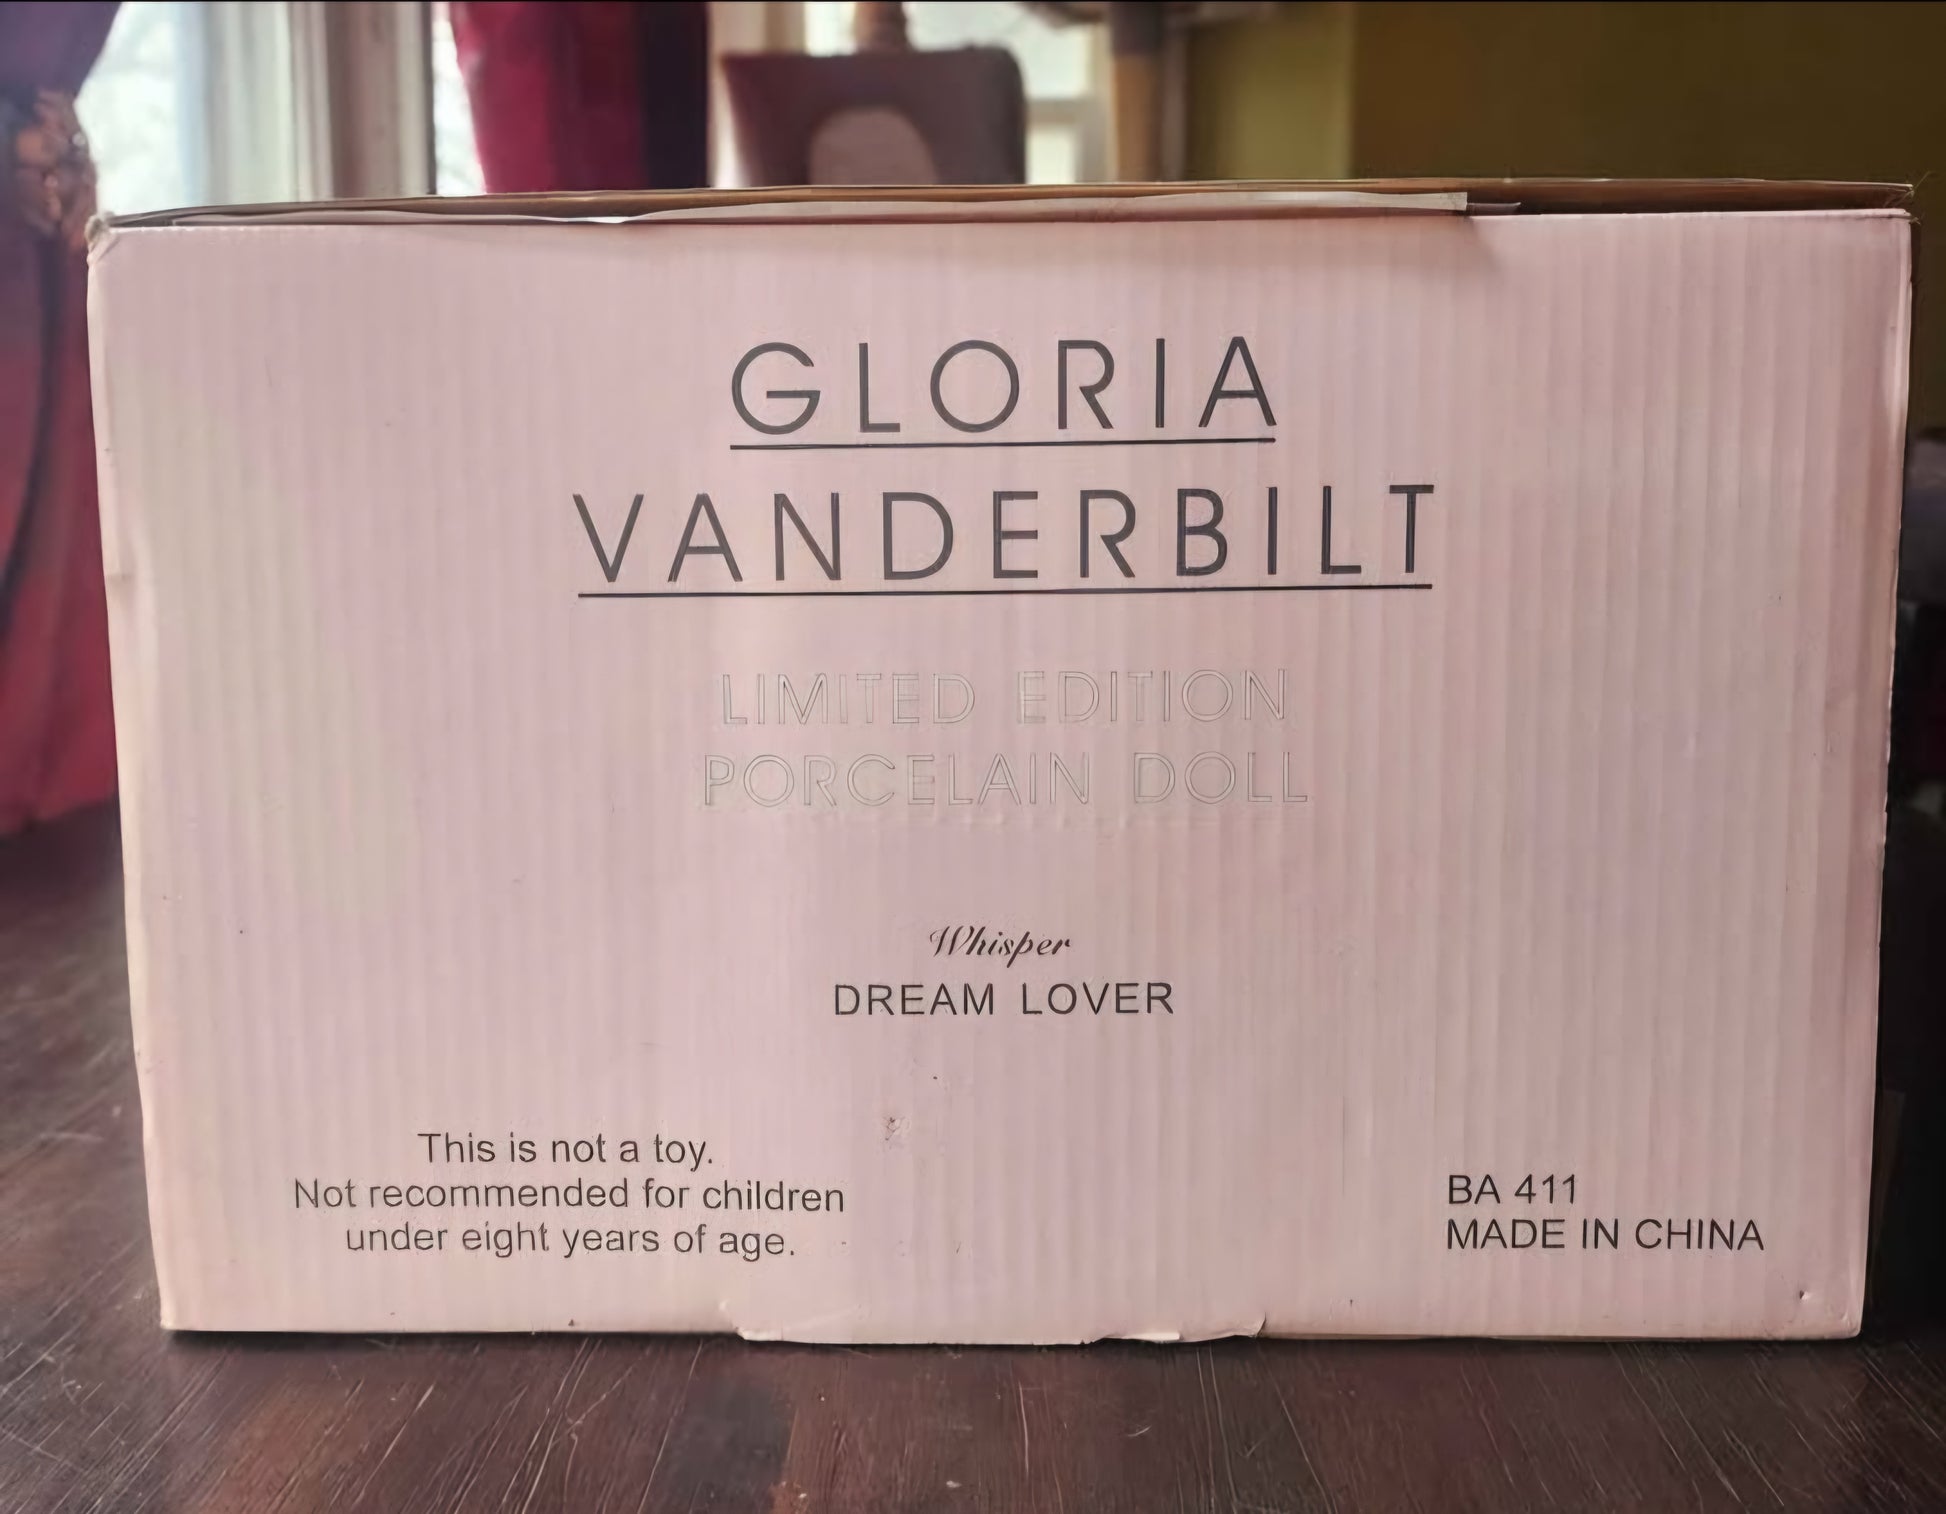 GLORIA
VANDERBILT
LIMITED EDITION
PORCELAIN DOLL
Whisper
DREAM LOVER
This is not a toy.
Not recommended for children
under eight years of age.
BA 411
MADE IN CHINA